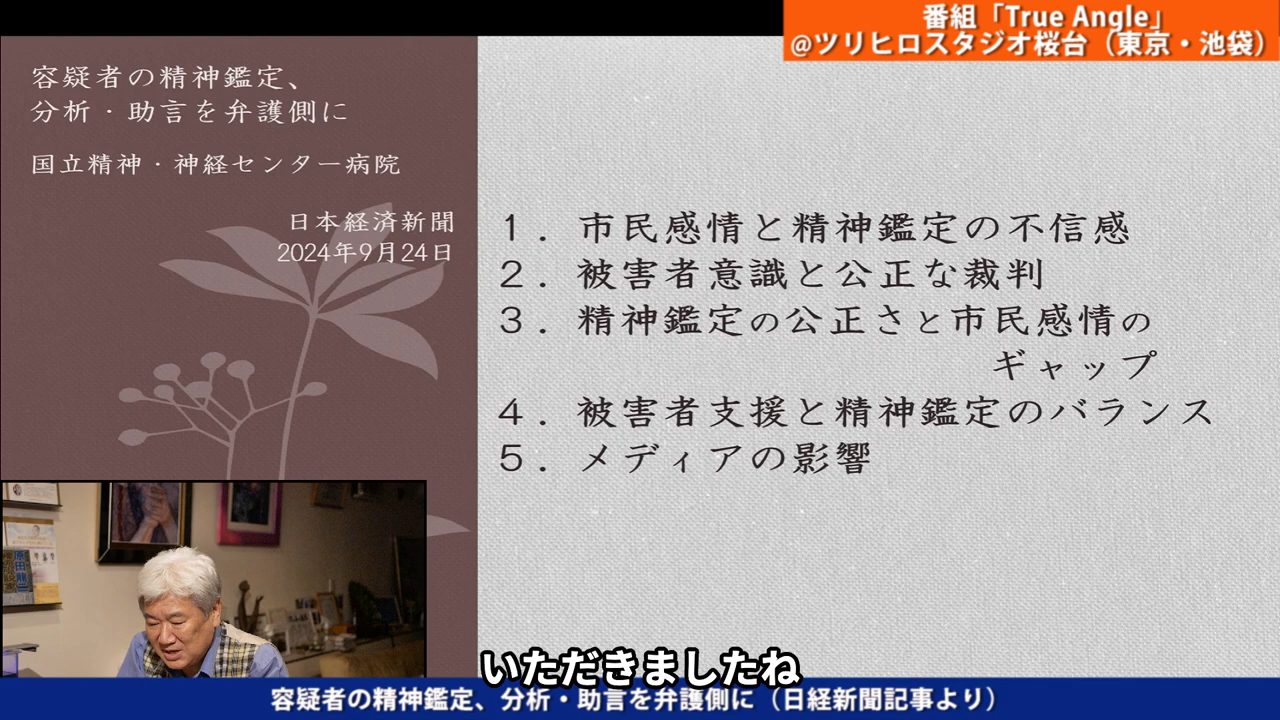 番組「True Angle」
@ツリヒロスタジオ桜台（東京・池袋）
容疑者の精神鑑定、
分析・助言を弁護側に
国立精神・神経センター病院
日本経済新聞
2024年9月24日
１．市民感情と精神鑑定の不信感
２．被害者意識と公正な裁判
３．精神鑑定の公正さと市民感情の
ギャップ
４．被害者支援と精神鑑定のバランス
５．メディアの影響
いただきましたね
容疑者の精神鑑定、分析・助言を弁護側に（日経新聞記事より）